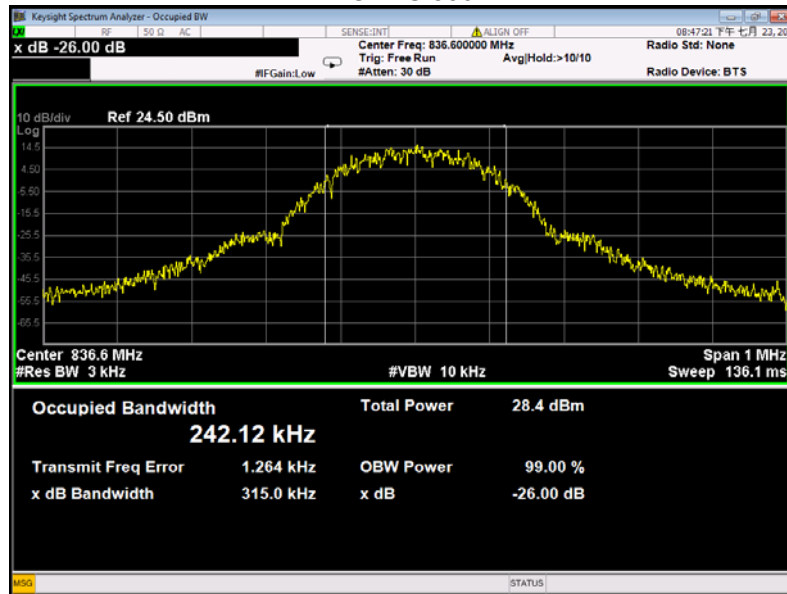 Keysight Spectrum Analyzer - Occupied BW
LXI RF 50 Ω AC SENSE:INT ALIGN OFF 08:47:21 下午 七月 23, 20
x dB -26.00 dB
Center Freq: 836.600000 MHz
Radio Std: None
Trig: Free Run
Avg|Hold:>10/10
#IFGain:Low
#Atten: 30 dB
Radio Device: BTS
10 dB/div
Ref 24.50 dBm
Log
14.5
4.50
-5.50
-15.5
-25.5
-35.5
-45.5
-55.5
-65.5
Center 836.6 MHz
Span 1 MHz
#Res BW 3 kHz
#VBW 10 kHz
Sweep 136.1 ms
Occupied Bandwidth
Total Power
28.4 dBm
242.12 kHz
Transmit Freq Error
1.264 kHz
OBW Power
99.00 %
x dB Bandwidth
315.0 kHz
x dB
-26.00 dB
MSG
STATUS